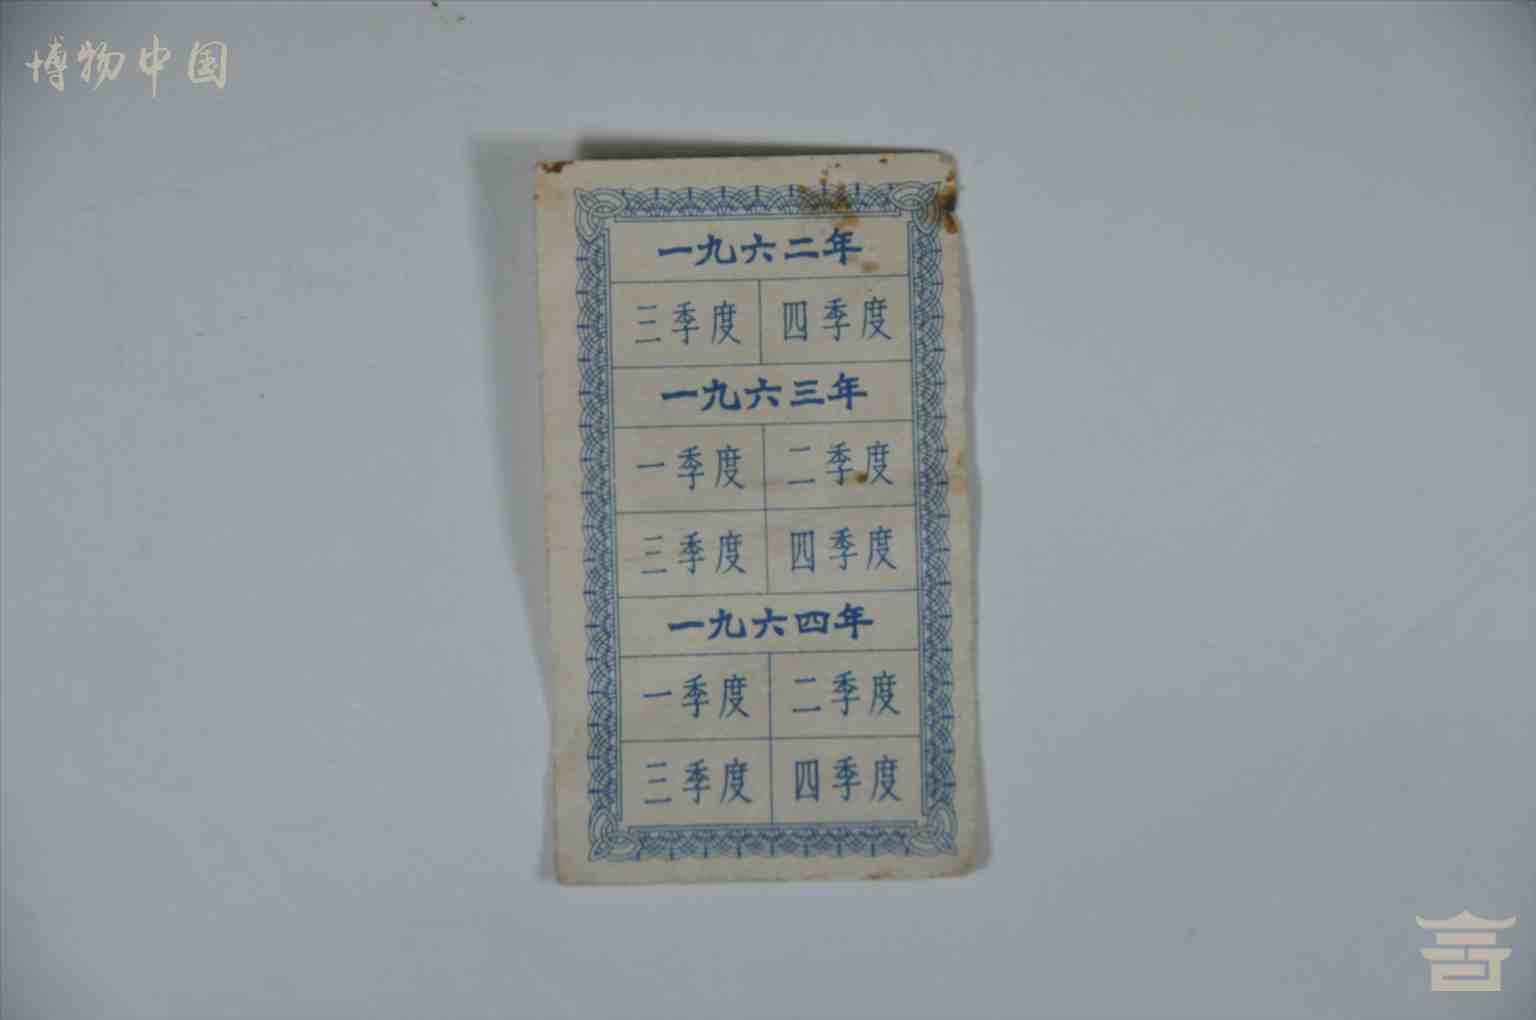 博物中国
一九六二年
三季度 四季度
一九六三年
一季度 二季度
三季度 四季度
一九六四年
一季度 二季度
三季度 四季度